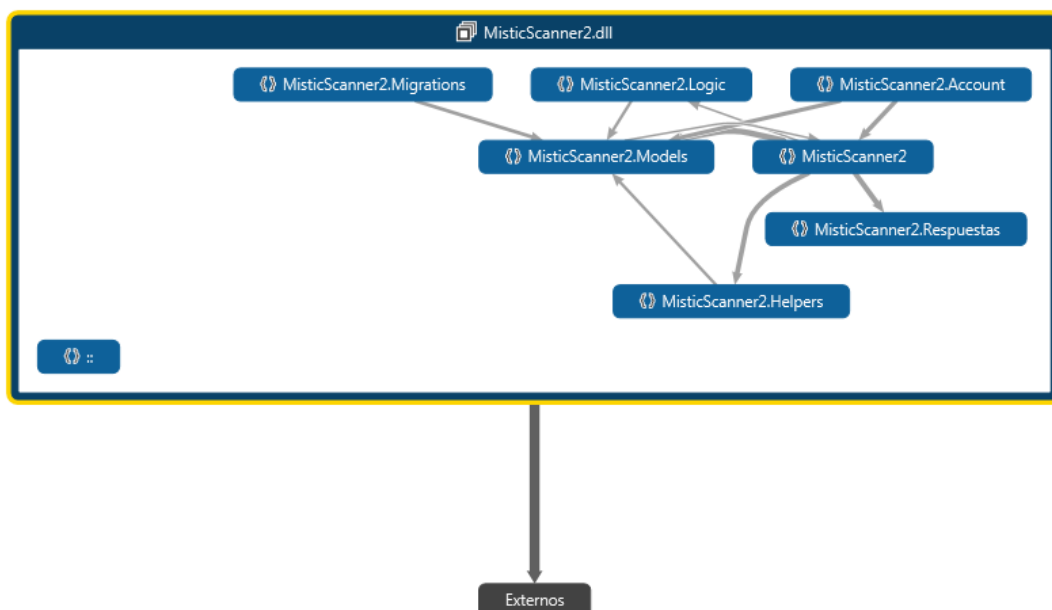 MisticScanner2.dll
MisticScanner2.Migrations
MisticScanner2.Logic
MisticScanner2.Account
MisticScanner2.Models
MisticScanner2
MisticScanner2.Respuestas
MisticScanner2.Helpers
::
Externos